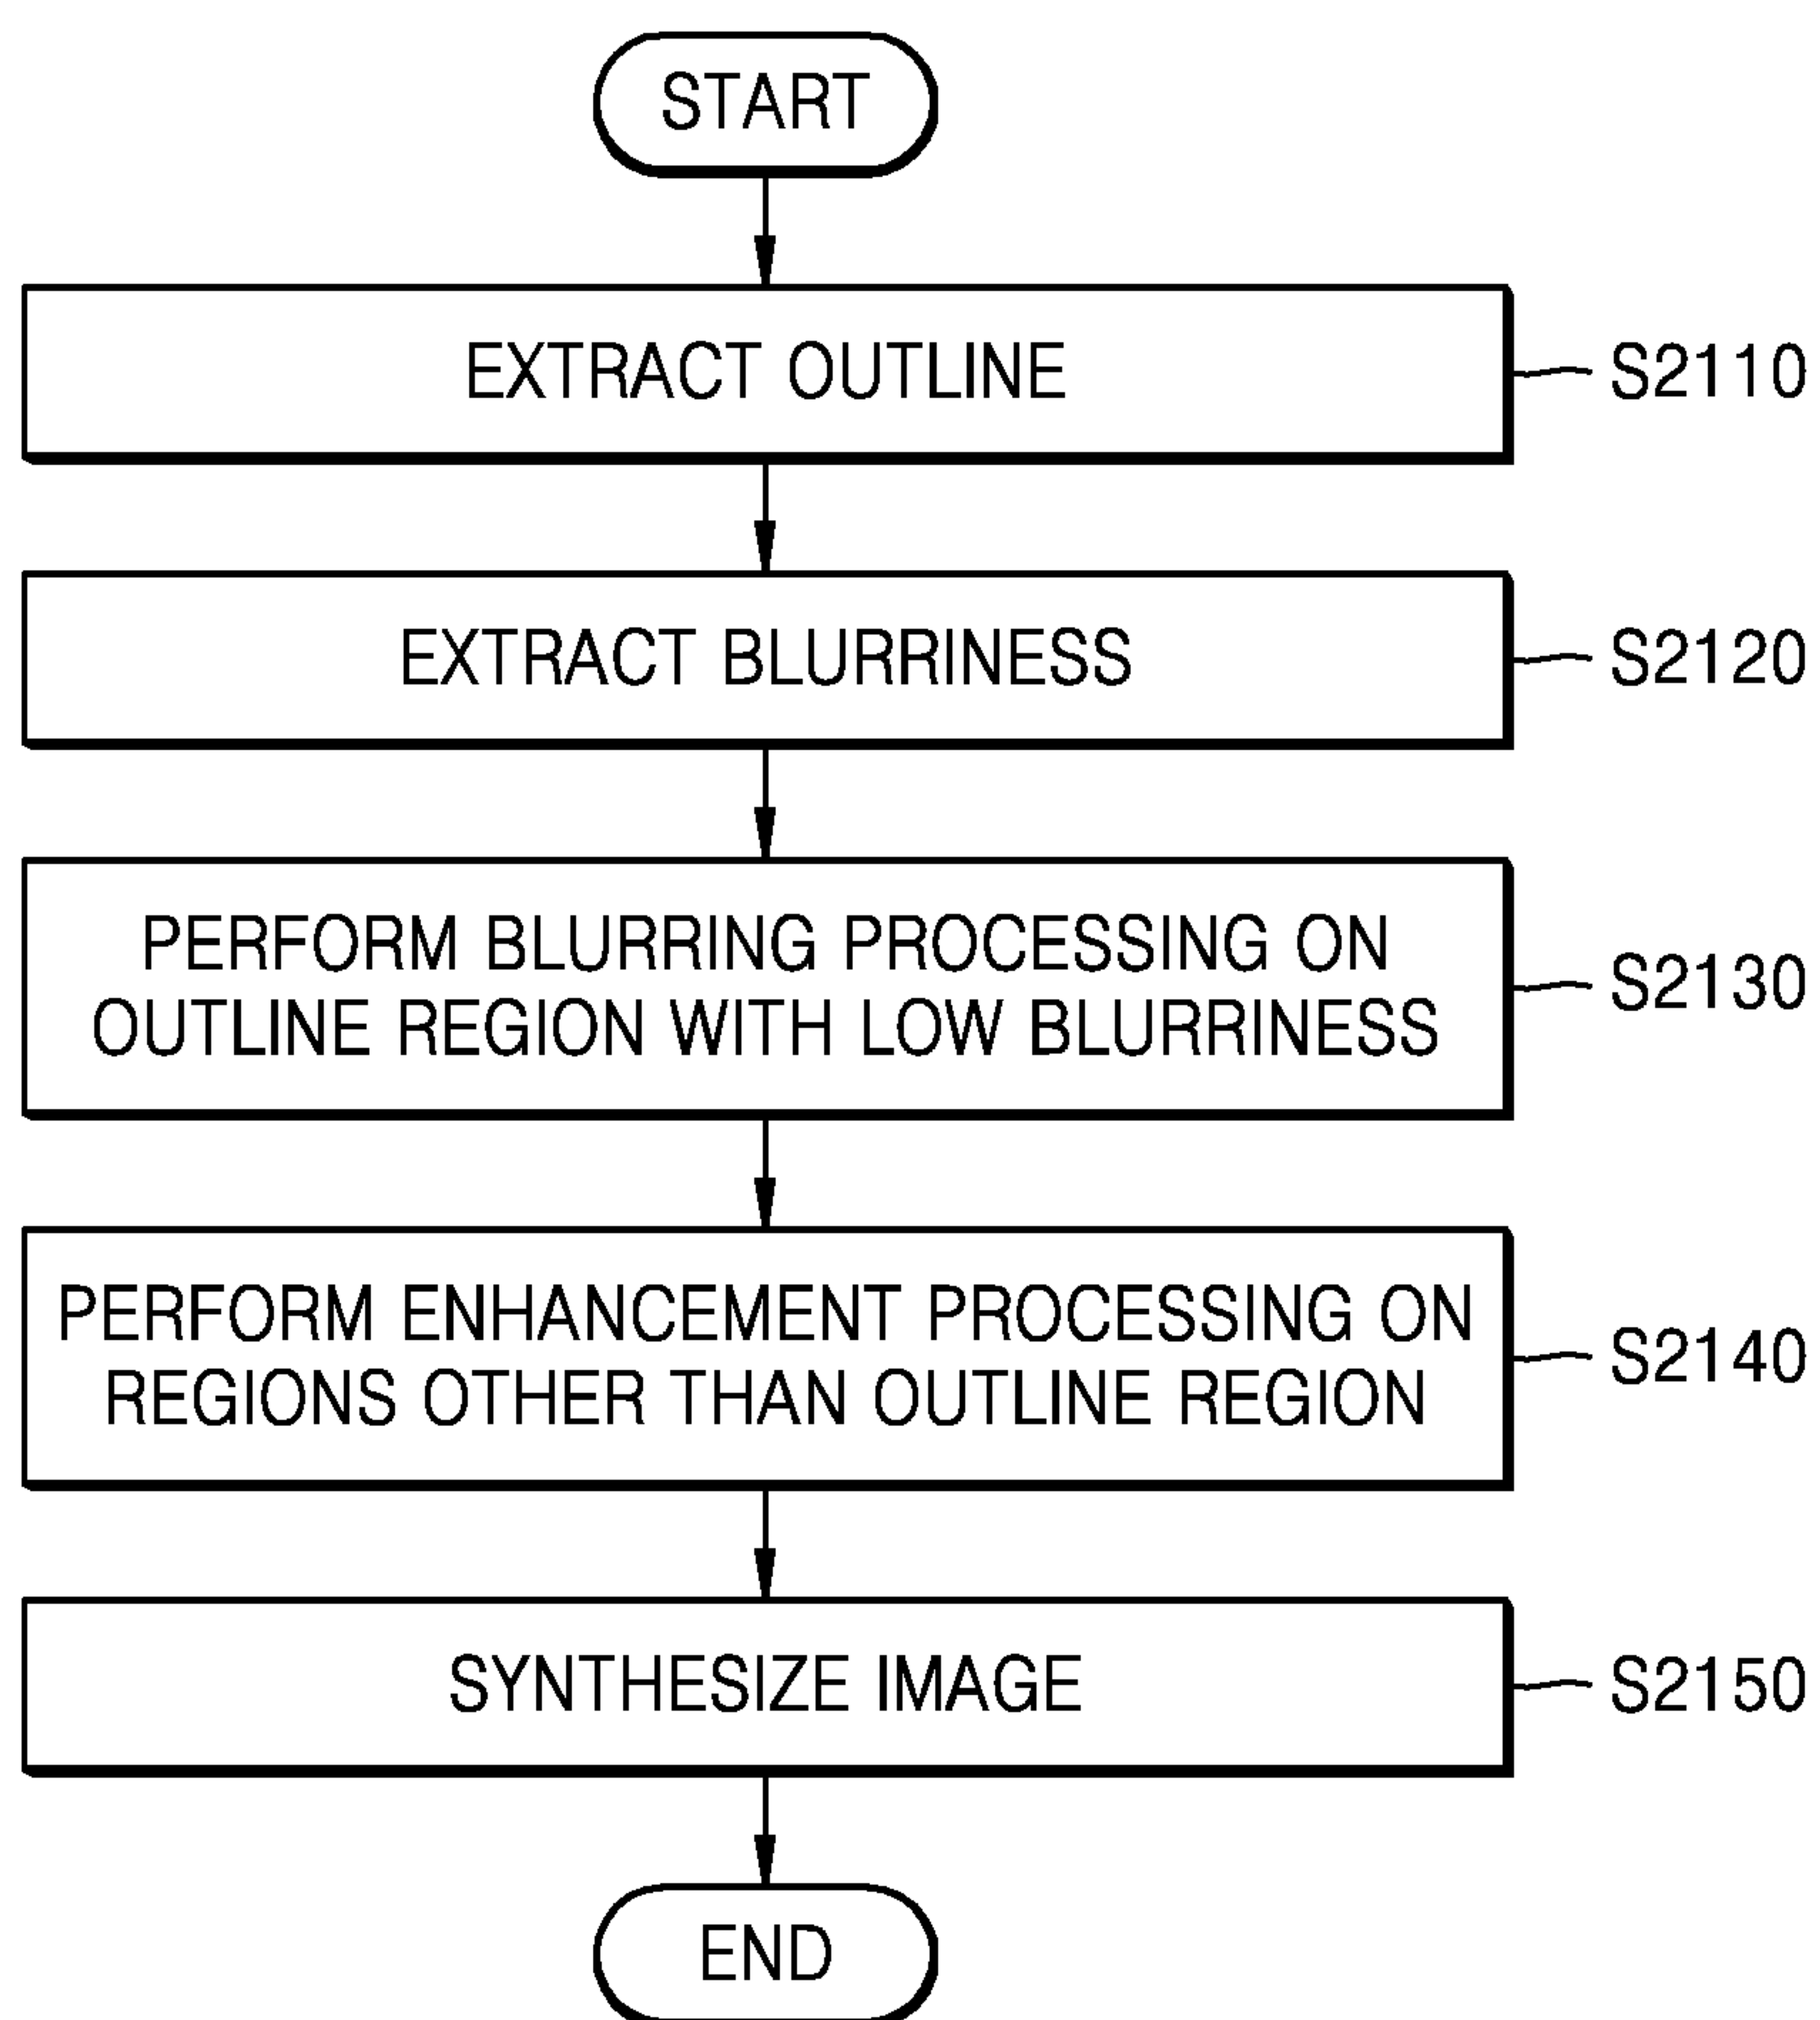 START
EXTRACT OUTLINE
S2110
EXTRACT BLURRINESS
S2120
PERFORM BLURRING PROCESSING ON
OUTLINE REGION WITH LOW BLURRINESS
S2130
PERFORM ENHANCEMENT PROCESSING ON
REGIONS OTHER THAN OUTLINE REGION
S2140
SYNTHESIZE IMAGE
S2150
END